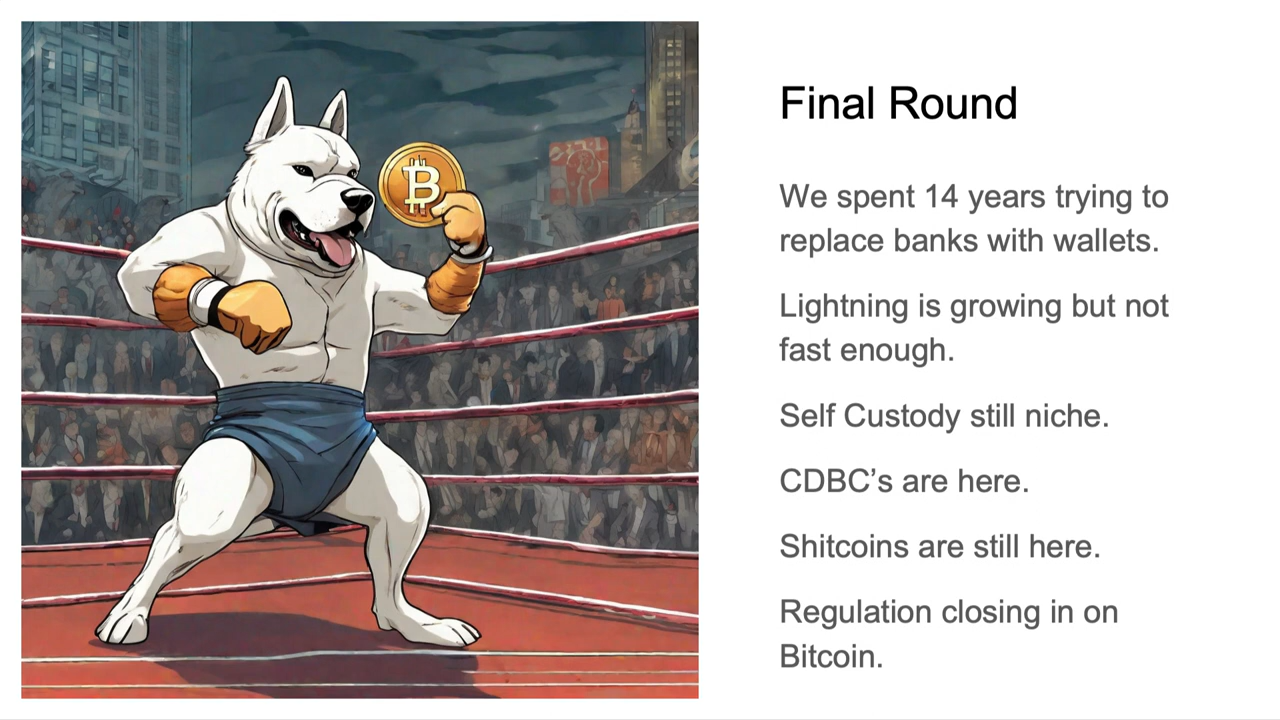 Final Round
We spent 14 years trying to
replace banks with wallets.
Lightning is growing but not
fast enough.
Self Custody still niche.
CDBC’s are here.
Shitcoins are still here.
Regulation closing in on
Bitcoin.